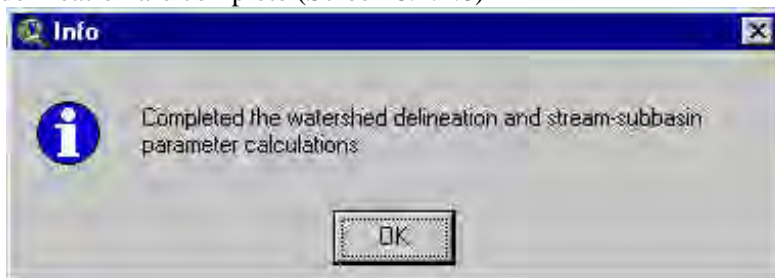 Info
Completed the watershed delineation and stream-subbasin
parameter calculations
OK